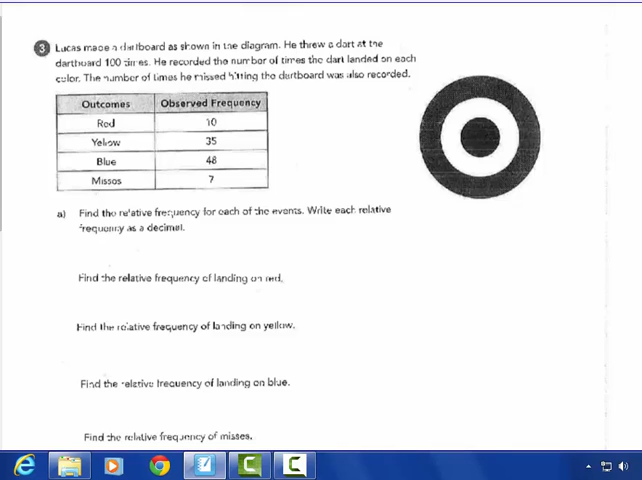 3 Lucas made a dartboard as shown in the diagram. He threw a dart at the
dartboard 100 times. He recorded the number of times the dart landed on each
color. The number of times he missed hitting the dartboard was also recorded.
Outcomes Observed Frequency
Red 10
Yellow 35
Blue 48
Misses 7
a) Find the relative frequency for each of the events. Write each relative
frequency as a decimal.
Find the relative frequency of landing on red.
Find the relative frequency of landing on yellow.
Find the relative frequency of landing on blue.
Find the relative frequency of misses.